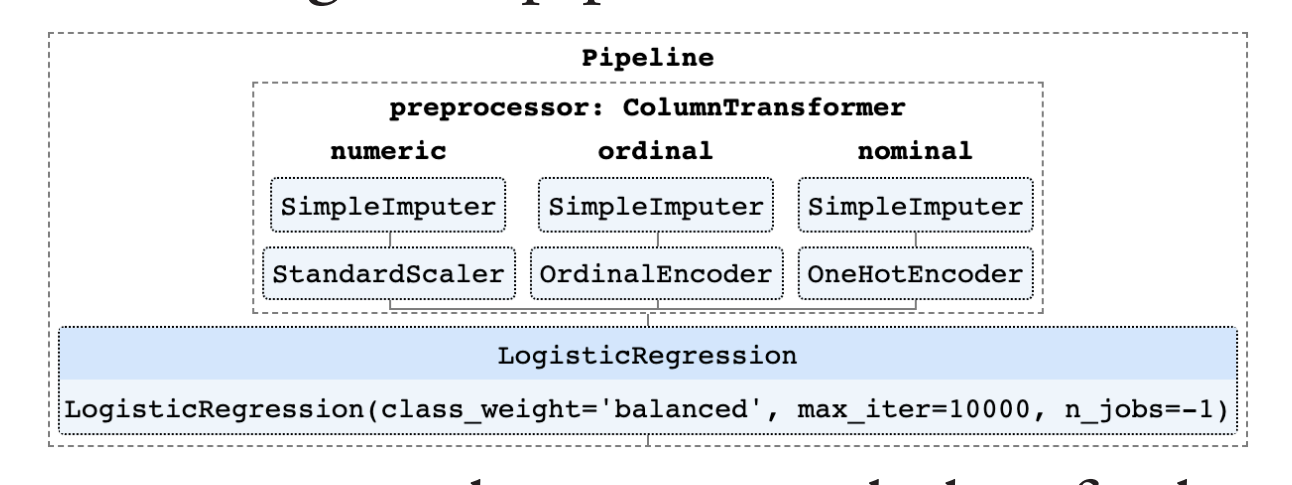 Pipeline
preprocessor: ColumnTransformer
numeric ordinal nominal
SimpleImputer SimpleImputer SimpleImputer
StandardScaler OrdinalEncoder OneHotEncoder
LogisticRegression
LogisticRegression(class_weight='balanced', max_iter=10000, n_jobs=-1)